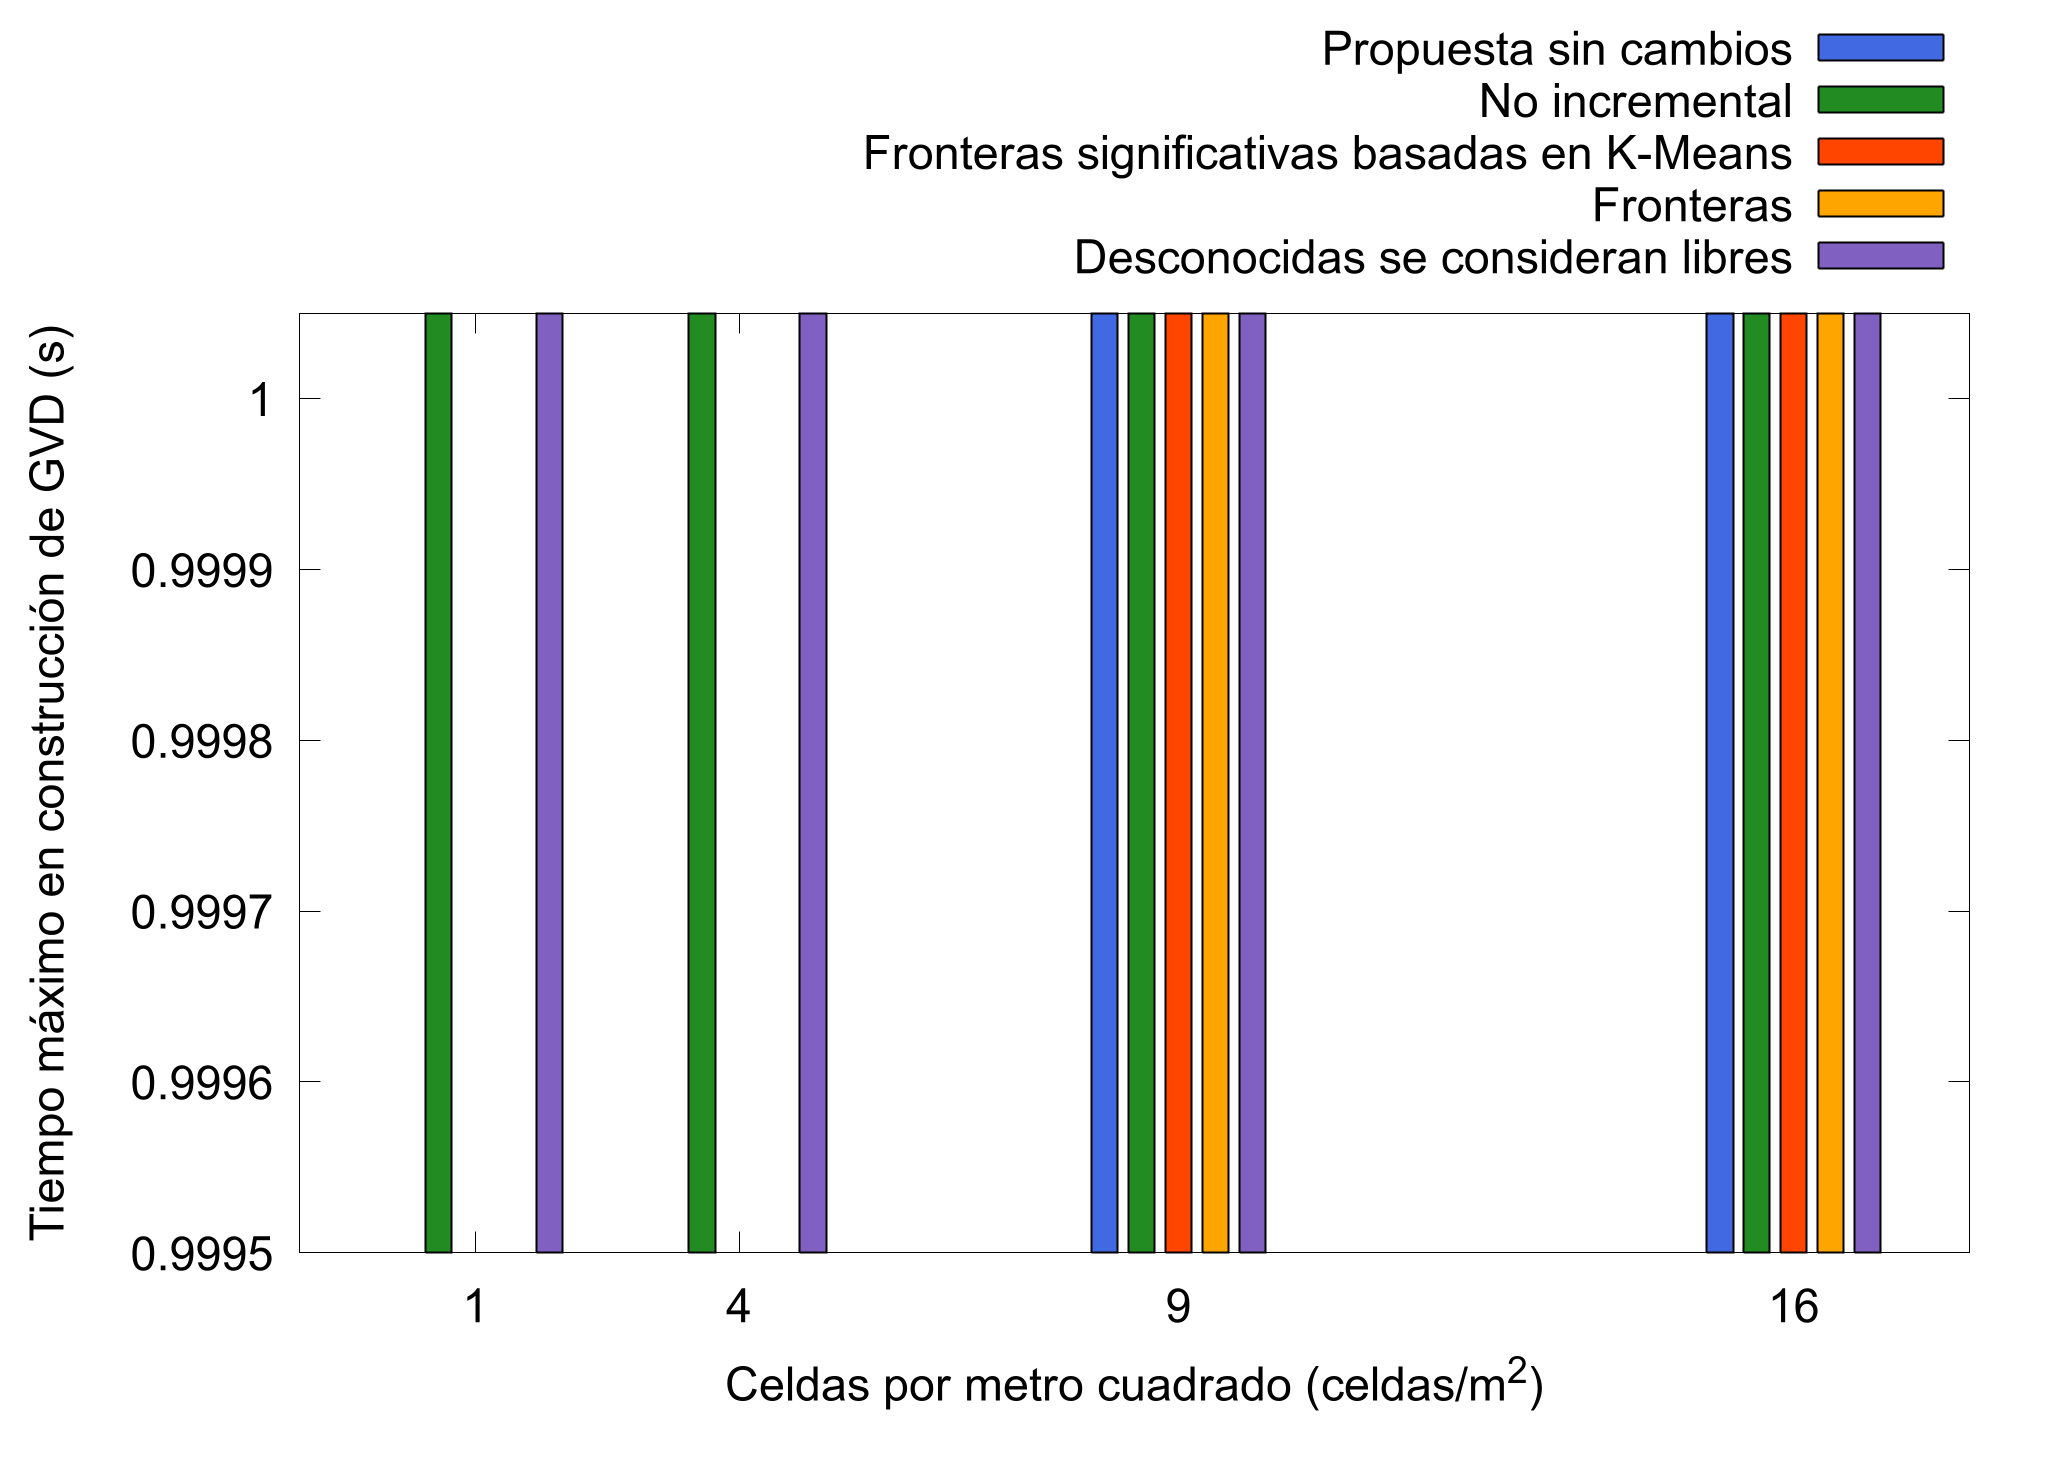 Propuesta sin cambios
No incremental
Fronteras significativas basadas en K-Means
Fronteras
Desconocidas se consideran libres
Tiempo máximo en construcción de GVD (s)
1
0.9999
0.9998
0.9997
0.9996
0.9995
1 4 9 16
Celdas por metro cuadrado (celdas/m²)